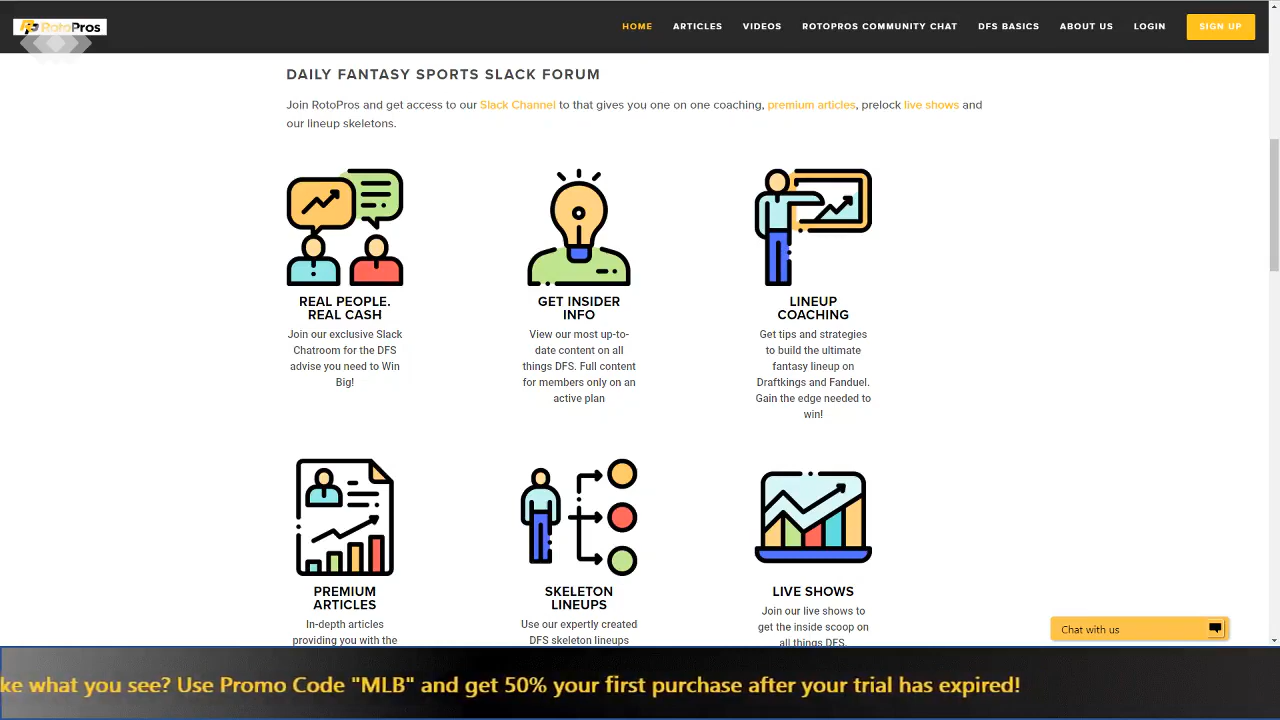 RotoPros
HOME ARTICLES VIDEOS ROTOPROS COMMUNITY CHAT DFS BASICS ABOUT US LOGIN SIGN UP
DAILY FANTASY SPORTS SLACK FORUM
Join RotoPros and get access to our Slack Channel to that gives you one on one coaching, premium articles, prelock live shows and
our lineup skeletons.
REAL PEOPLE.
REAL CASH
Join our exclusive Slack
Chatroom for the DFS
advise you need to Win
Big!
GET INSIDER
INFO
View our most up-to-
date content on all
things DFS. Full content
for members only on an
active plan
LINEUP
COACHING
Get tips and strategies
to build the ultimate
fantasy lineup on
Draftkings and Fanduel.
Gain the edge needed to
win!
PREMIUM
ARTICLES
In-depth articles
providing you with the
SKELETON
LINEUPS
Use our expertly created
DFS skeleton lineups
LIVE SHOWS
Join our live shows to
get the inside scoop on
all things DFS.
Chat with us
ke what you see? Use Promo Code "MLB" and get 50% your first purchase after your trial has expired!